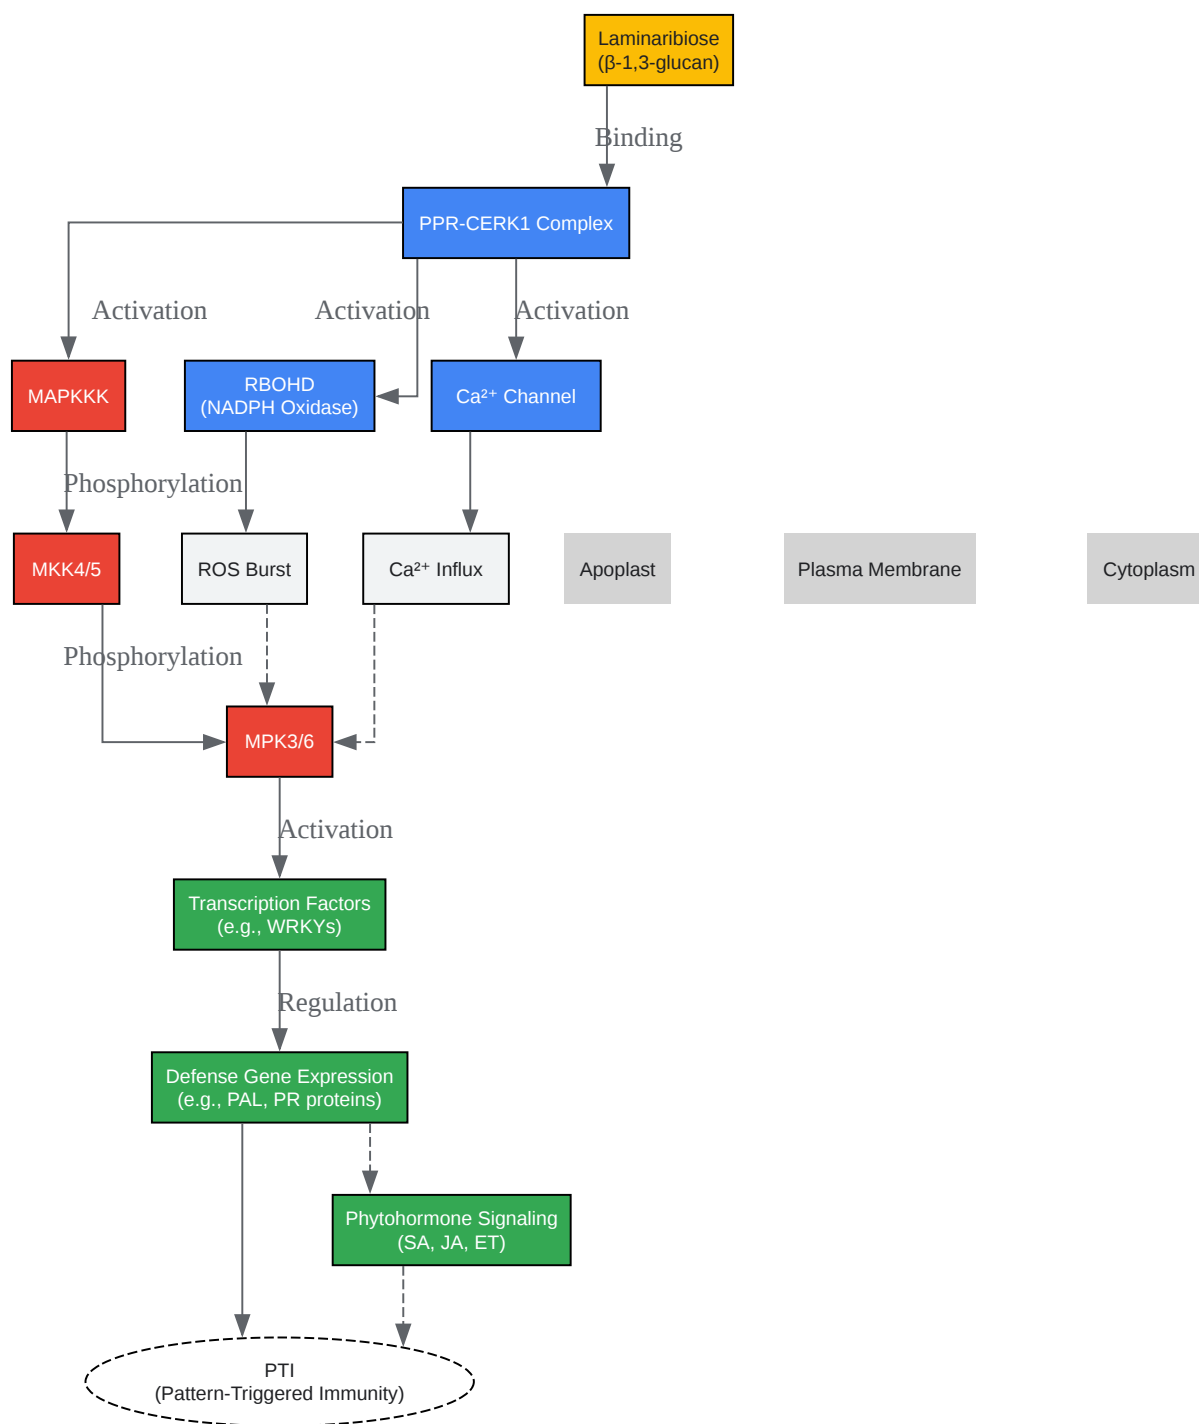 Laminaribiose
(β-1,3-glucan)
Binding
PPR-CERK1 Complex
Activation
Activation
Activation
MAPKKK
RBOHD
(NADPH Oxidase)
Ca²⁺ Channel
Phosphorylation
MKK4/5
ROS Burst
Ca²⁺ Influx
Apoplast
Plasma Membrane
Cytoplasm
Phosphorylation
MPK3/6
Activation
Transcription Factors
(e.g., WRKYs)
Regulation
Defense Gene Expression
(e.g., PAL, PR proteins)
Phytohormone Signaling
(SA, JA, ET)
PTI
(Pattern-Triggered Immunity)